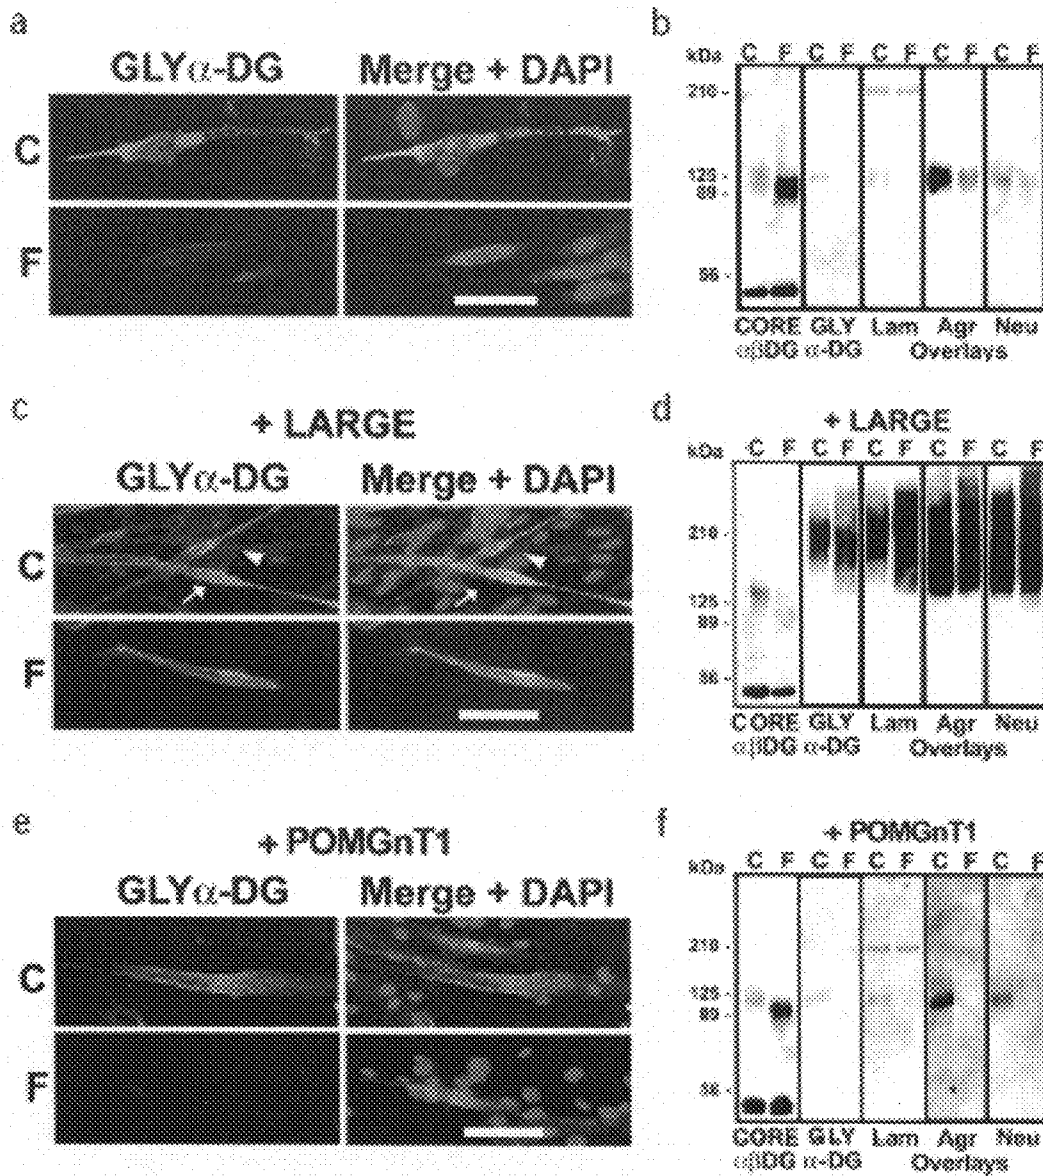 a
GLYα-DG Merge + DAPI
C
F
b
kDa C F C F C F C F C F
210 -
125 -
89 -
56 -
CORE GLY Lam Agr Neu
αβDG α-DG Overlays
c
+ LARGE
GLYα-DG Merge + DAPI
C
F
d
+ LARGE
kDa C F C F C F C F C F
210 -
125 -
89 -
56 -
CORE GLY Lam Agr Neu
αβDG α-DG Overlays
e
+ POMGnT1
GLYα-DG Merge + DAPI
C
F
f
+ POMGnT1
kDa C F C F C F C F C F
210 -
125 -
89 -
56 -
CORE GLY Lam Agr Neu
αβDG α-DG Overlays